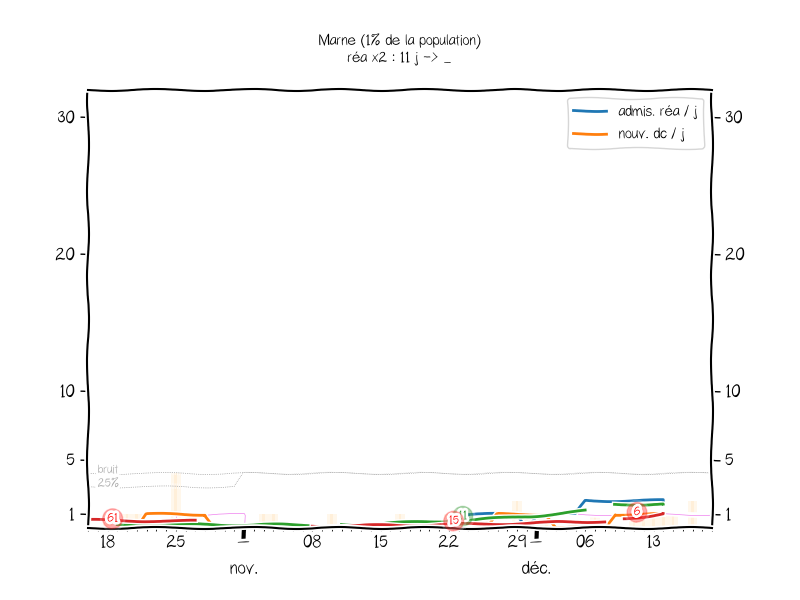 Marne (1% de la population)
réa x2 : 11 j -> _
admis. réa / j
nouv. dc / j
30 30
20 20
10 10
5 5
bruit
25%
1 1
61 15 11 6
18 25 08 15 22 29 06 13
nov. déc.